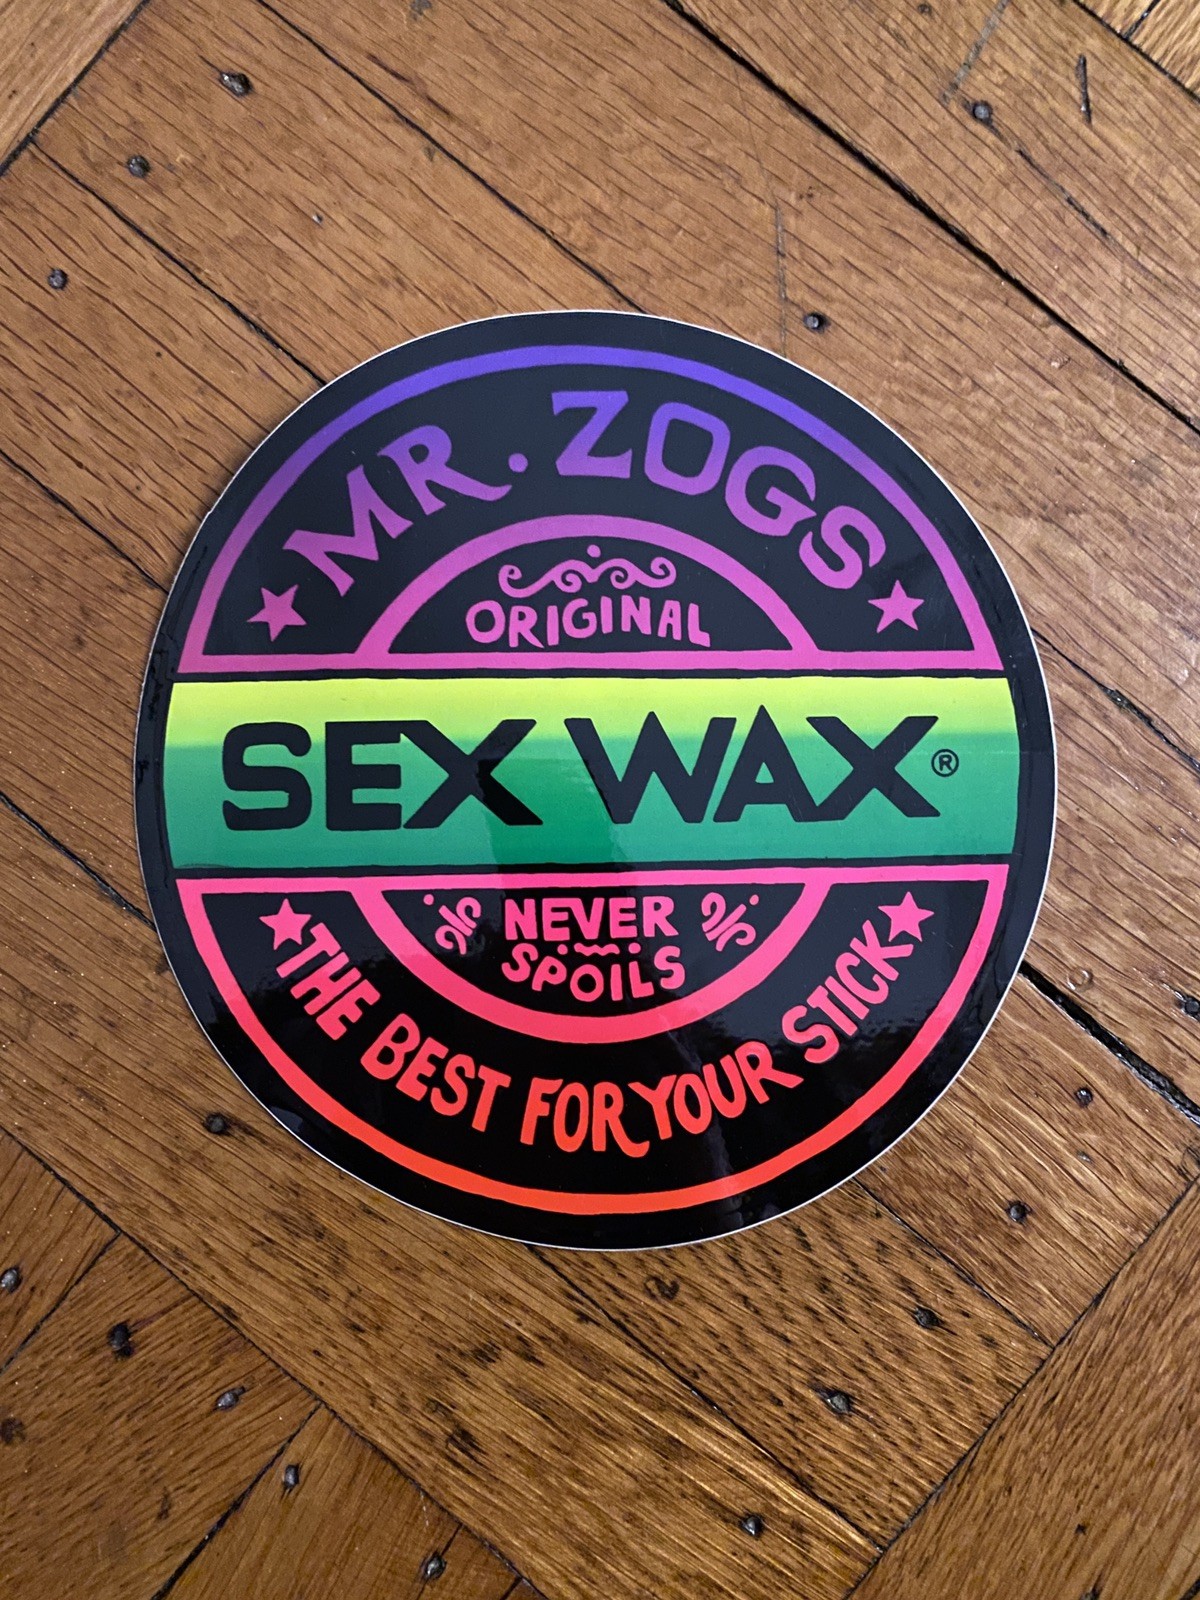 MR. ZOGS
ORIGINAL
SEX WAX®
NEVER
SPOILS
THE BEST FOR YOUR STICK